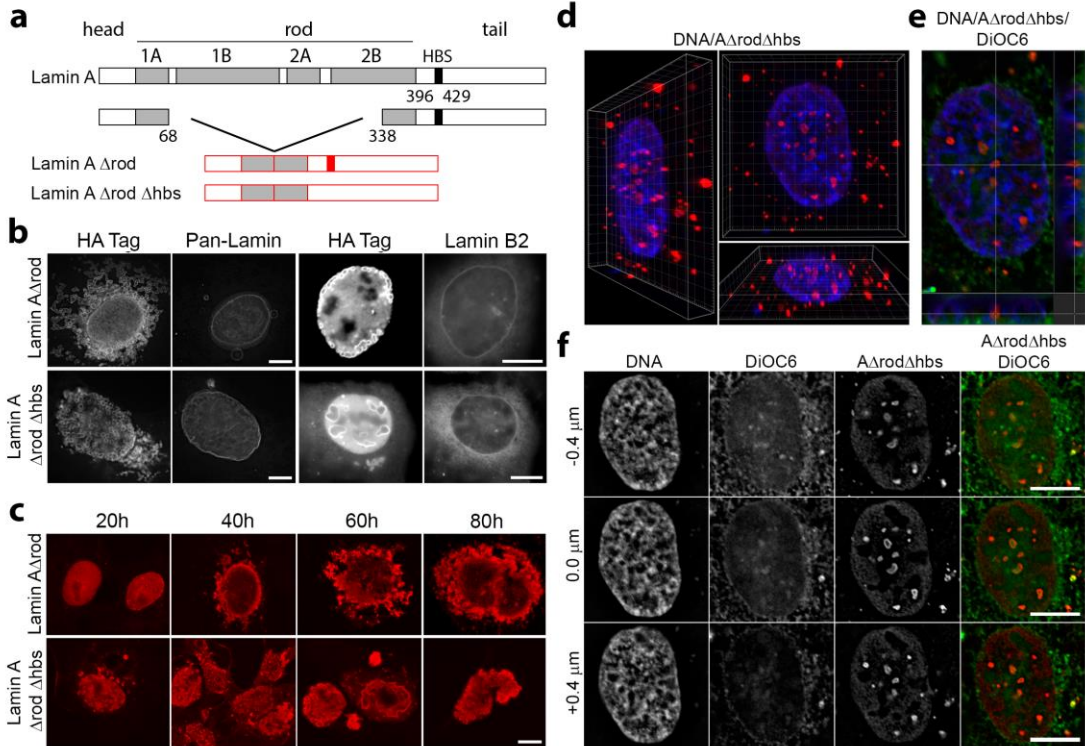 a
head rod tail
1A 1B 2A 2B HBS
Lamin A
396 429
68 338
Lamin A Δrod
Lamin A Δrod Δhbs
b
HA Tag Pan-Lamin HA Tag Lamin B2
Lamin AΔrod
Lamin A
Δrod Δhbs
c
20h 40h 60h 80h
Lamin AΔrod
Lamin A
Δrod Δhbs
d
DNA/AΔrodΔhbs
e
DNA/AΔrodΔhbs/
DiOC6
f
DNA DiOC6 AΔrodΔhbs AΔrodΔhbs
DiOC6
-0.4 μm
0.0 μm
+0.4 μm